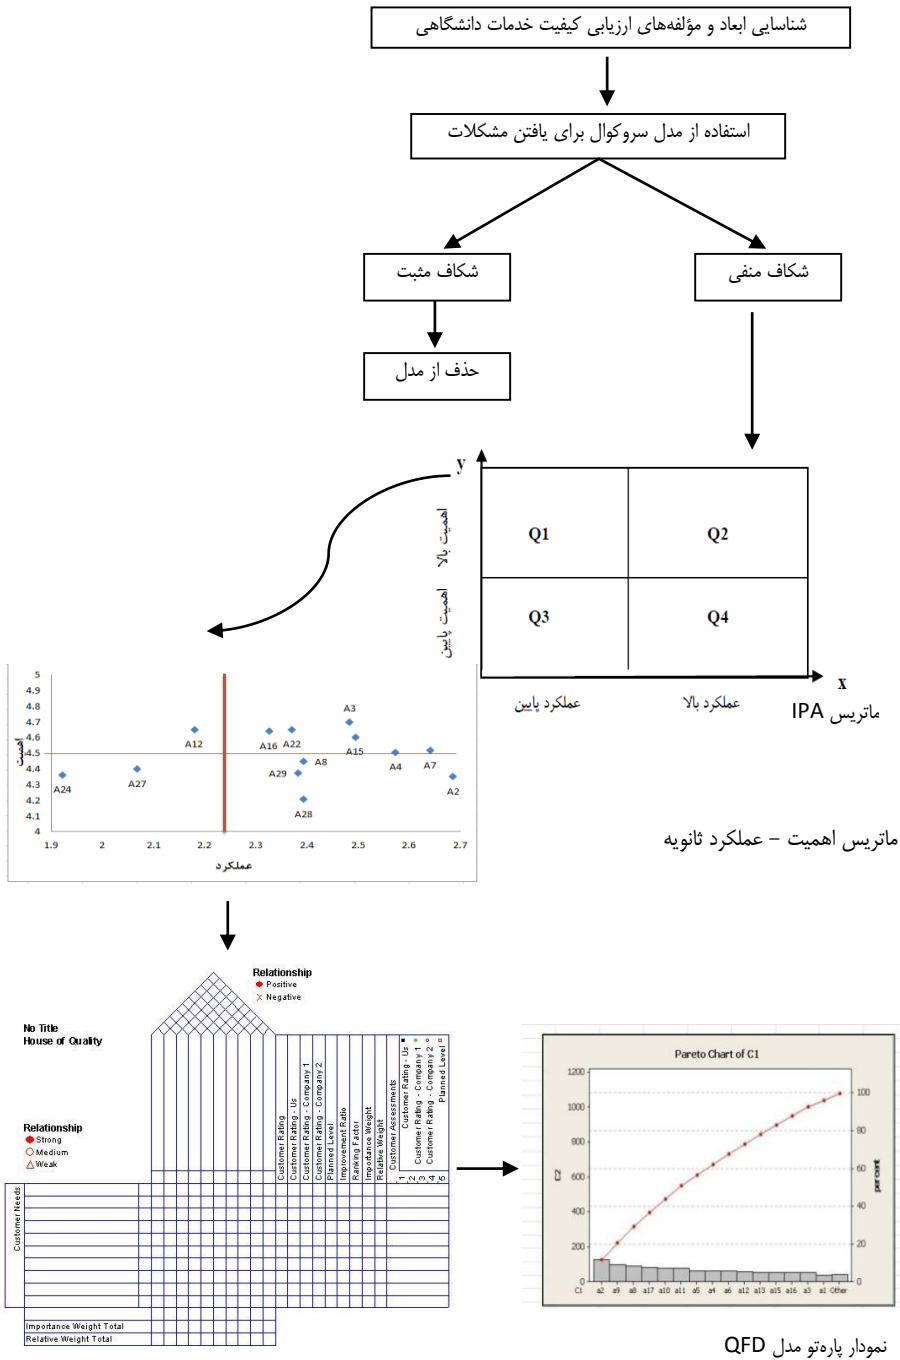 شناسایی ابعاد و مؤلفه‌های ارزیابی کیفیت خدمات دانشگاهی
استفاده از مدل سروکوال برای یافتن مشکلات
شکاف منفی
شکاف مثبت
حذف از مدل
y
اهمیت بالا
اهمیت پایین
Q1
Q2
Q3
Q4
x
عملکرد پایین
عملکرد بالا
ماتریس IPA
5
4.9
4.8
4.7
4.6
4.5
4.4
4.3
4.2
4.1
4
اهمیت
A3
A12
A16
A22
A15
A8
A4
A7
A29
A27
A24
A28
A2
1.9
2
2.1
2.2
2.3
2.4
2.5
2.6
2.7
عملکرد
ماتریس اهمیت – عملکرد ثانویه
Relationship
Positive
Negative
No Title
House of Quality
Relationship
Strong
Medium
Weak
Customer Rating
Customer Rating - Us
Customer Rating - Company 1
Customer Rating - Company 2
Planned Level
Improvement Ratio
Ranking Factor
Importance Weight
Relative Weight
Customer Assessments
Customer Rating - Us
Customer Rating - Company 1
Customer Rating - Company 2
Planned Level
1
2
3
4
5
Customer Needs
Importance Weight Total
Relative Weight Total
Pareto Chart of C1
1200
1000
800
600
400
200
0
C2
100
80
60
40
20
0
percent
C1
a2
a9
a8
a17
a10
a11
a5
a4
a6
a12
a13
a15
a16
a3
a1
Other
نمودار پاره‌تو مدل QFD